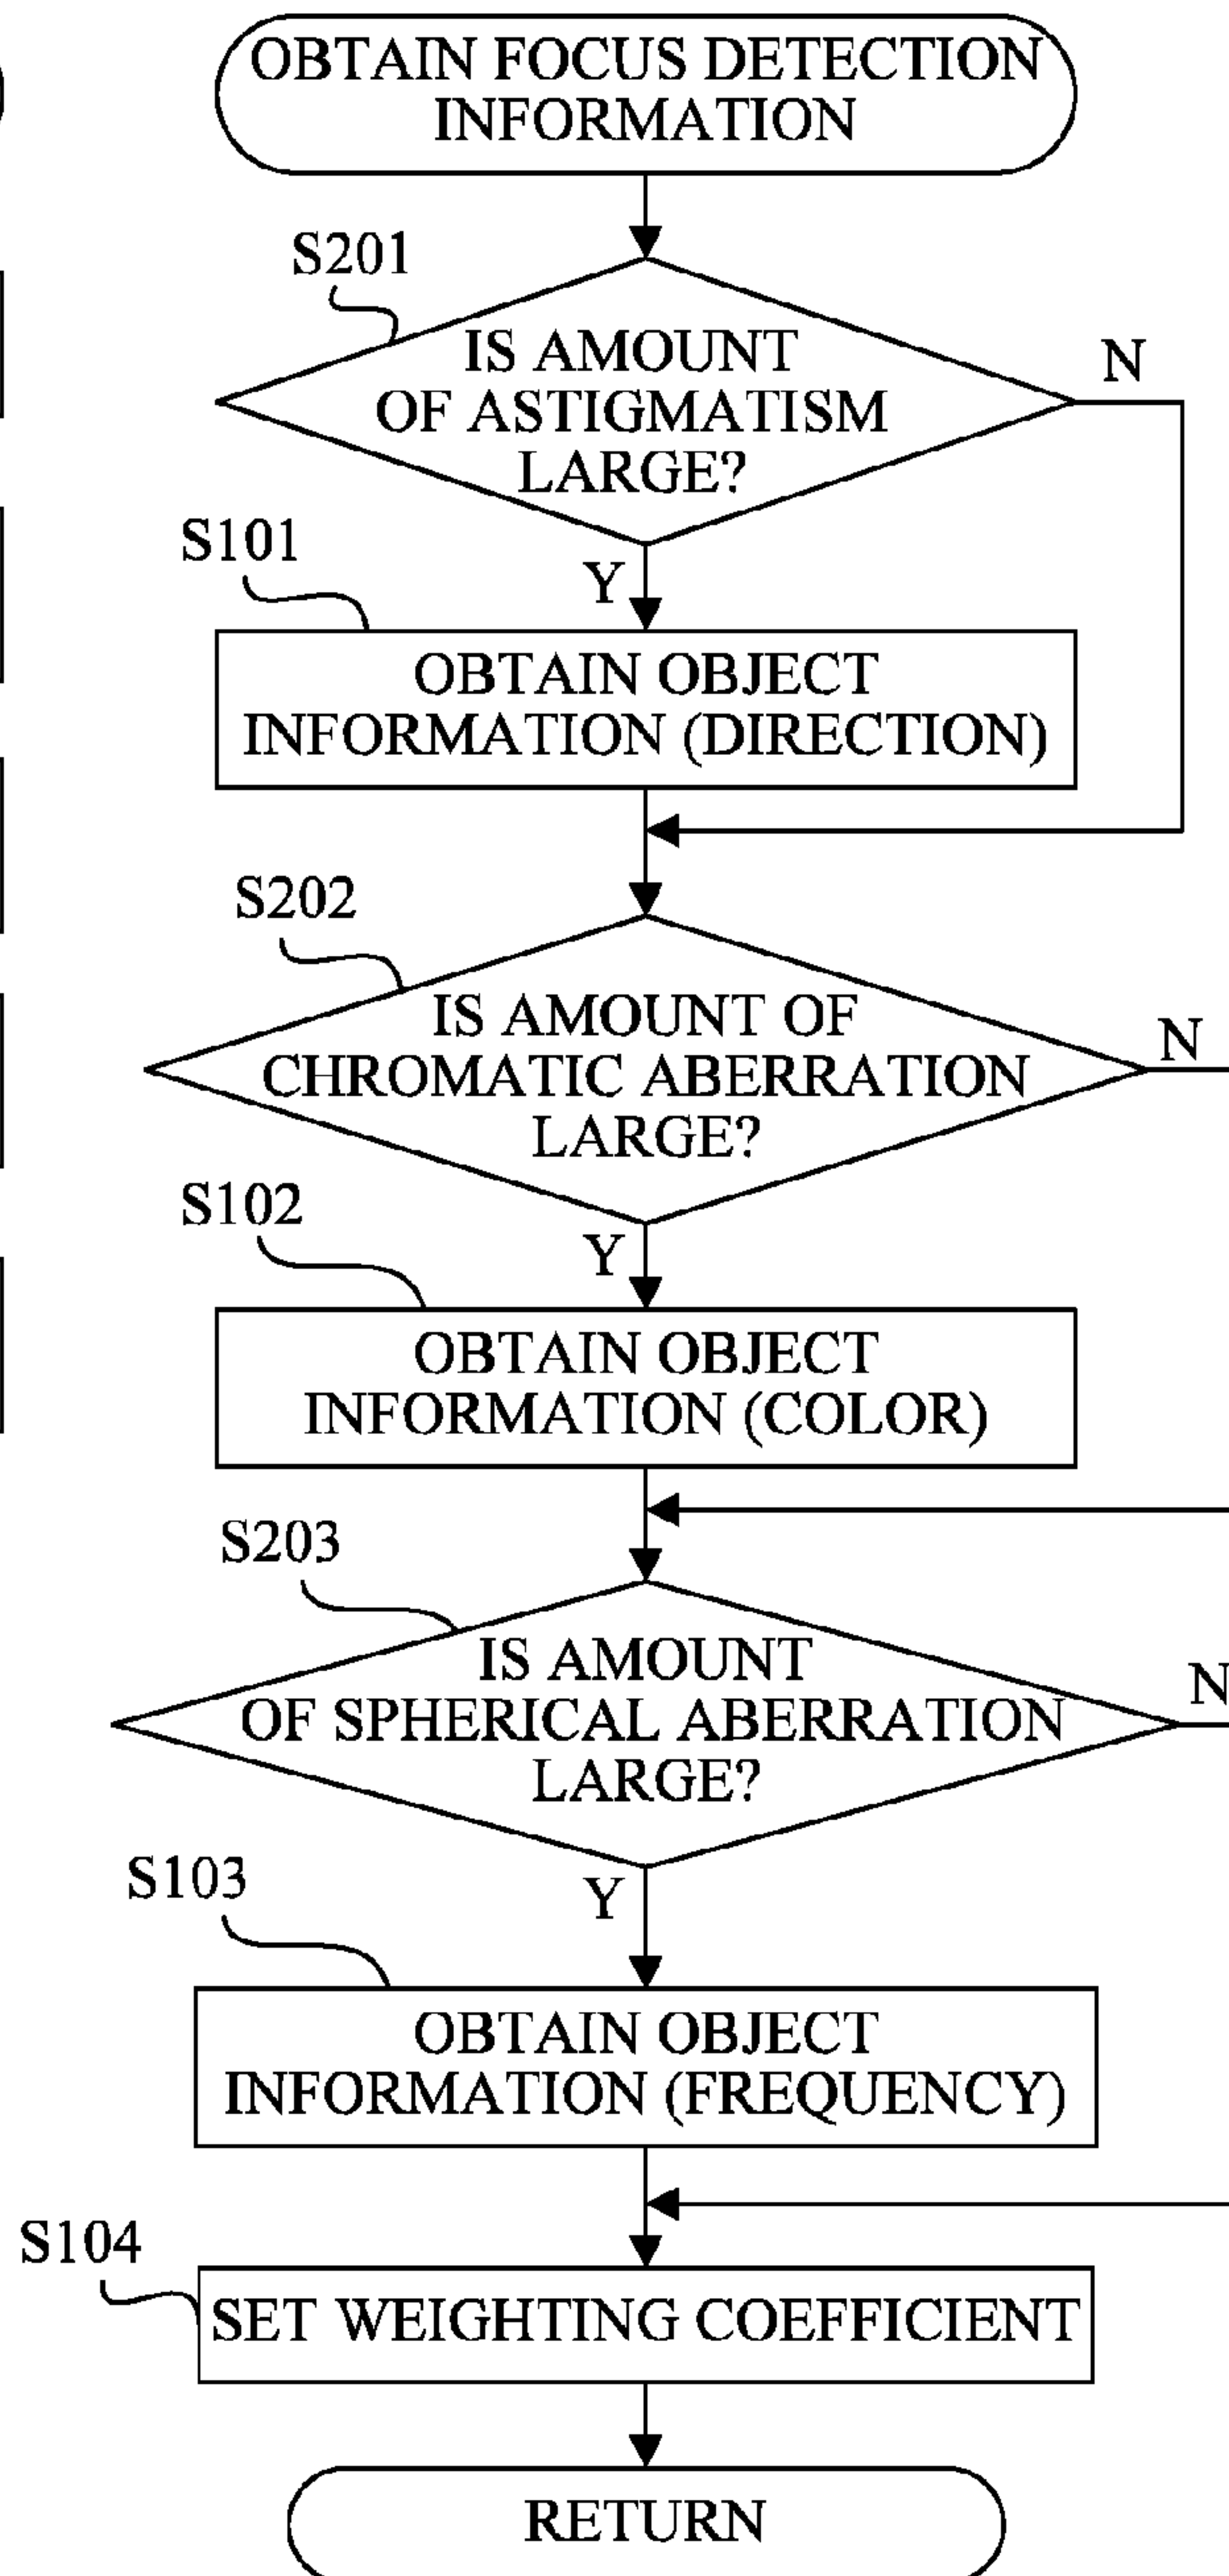 OBTAIN FOCUS DETECTION
INFORMATION
S201
IS AMOUNT
OF ASTIGMATISM
LARGE?
N
S101
Y
OBTAIN OBJECT
INFORMATION (DIRECTION)
S202
IS AMOUNT OF
CHROMATIC ABERRATION
LARGE?
N
S102
Y
OBTAIN OBJECT
INFORMATION (COLOR)
S203
IS AMOUNT
OF SPHERICAL ABERRATION
LARGE?
N
S103
Y
OBTAIN OBJECT
INFORMATION (FREQUENCY)
S104
SET WEIGHTING COEFFICIENT
RETURN